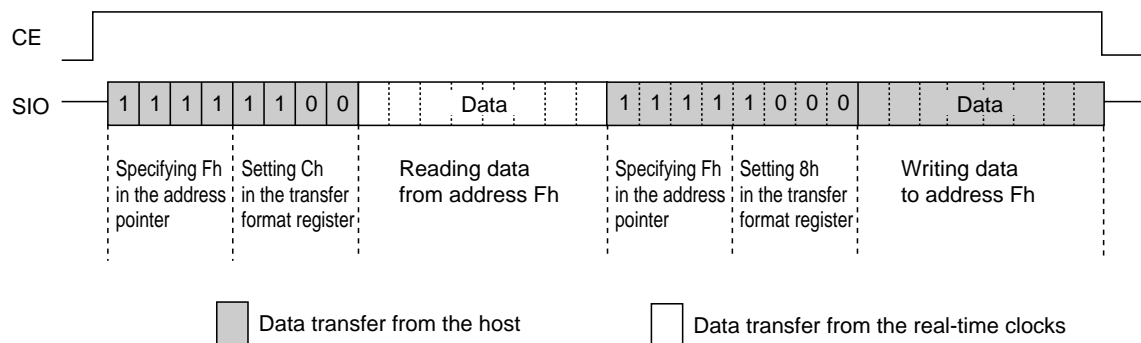 CE
SIO
1 1 1 1 1 1 0 0 Data 1 1 1 1 1 0 0 0 Data
Specifying Fh
in the address
pointer
Setting Ch
in the transfer
format register
Reading data
from address Fh
Specifying Fh
in the address
pointer
Setting 8h
in the transfer
format register
Writing data
to address Fh
Data transfer from the host
Data transfer from the real-time clocks